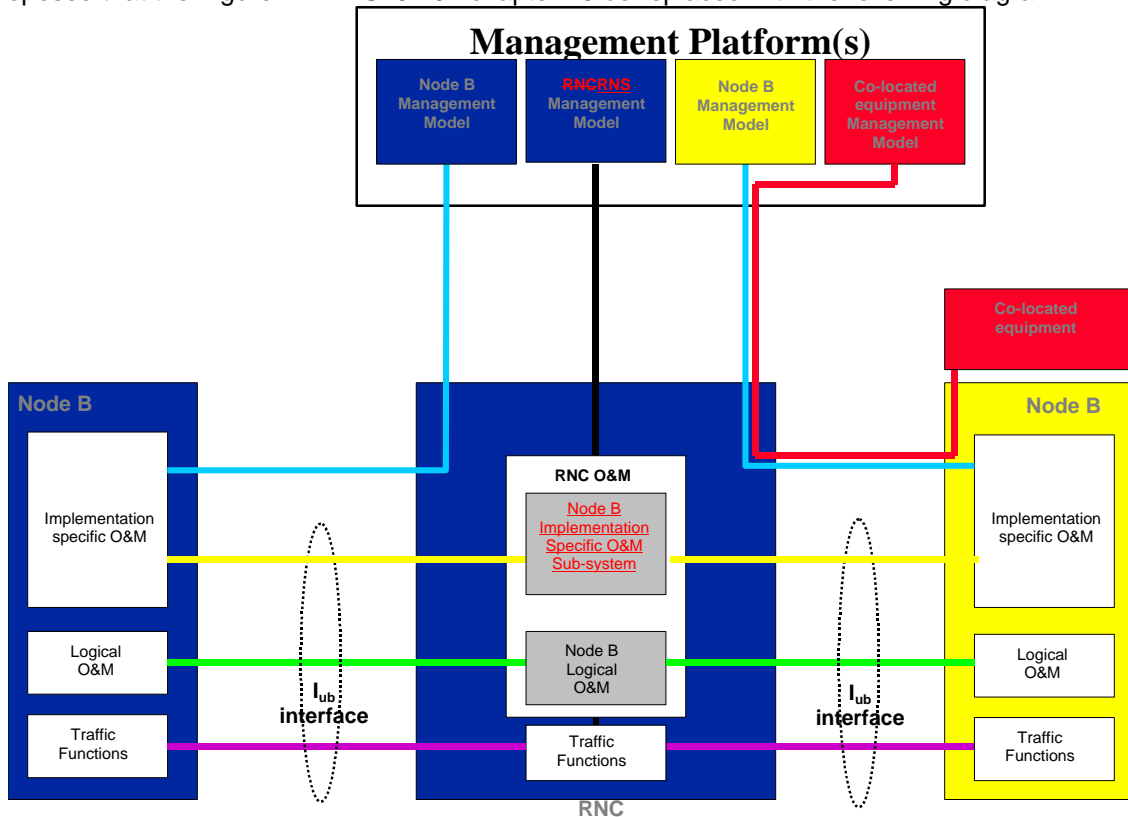 Management Platform(s)
Node B
Management
Model
RNCRNS
Management
Model
Node B
Management
Model
Co-located
equipment
Management
Model
Co-located
equipment
Node B
Implementation
specific O&M
Logical
O&M
Traffic
Functions
Iub
interface
RNC O&M
Node B
Implementation
Specific O&M
Sub-system
Node B
Logical
O&M
Traffic
Functions
RNC
Iub
interface
Node B
Implementation
specific O&M
Logical
O&M
Traffic
Functions